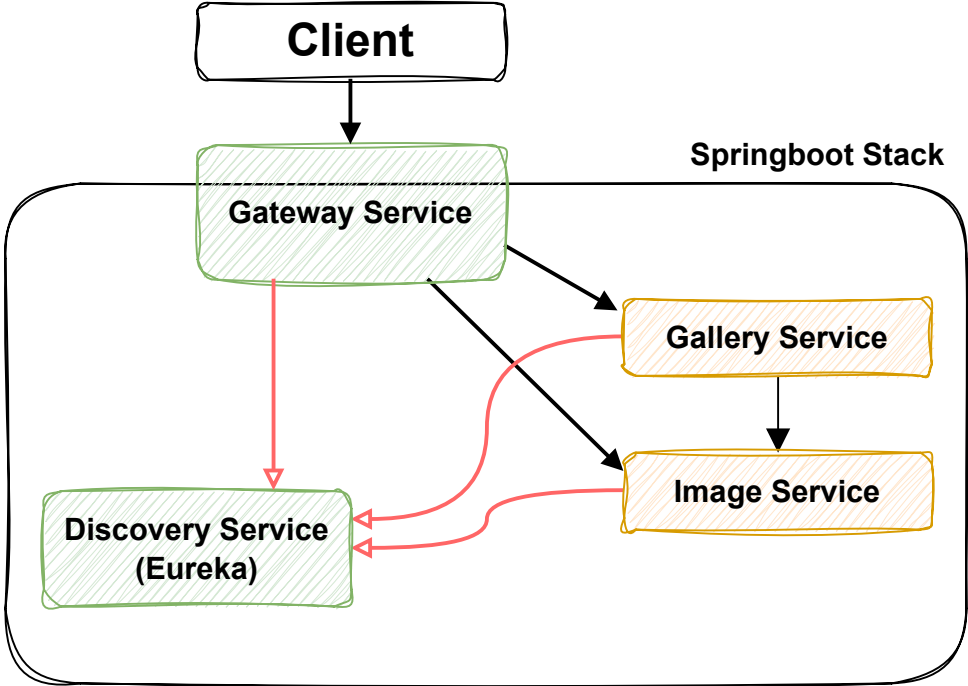 Client
Springboot Stack
Gateway Service
Gallery Service
Image Service
Discovery Service
(Eureka)